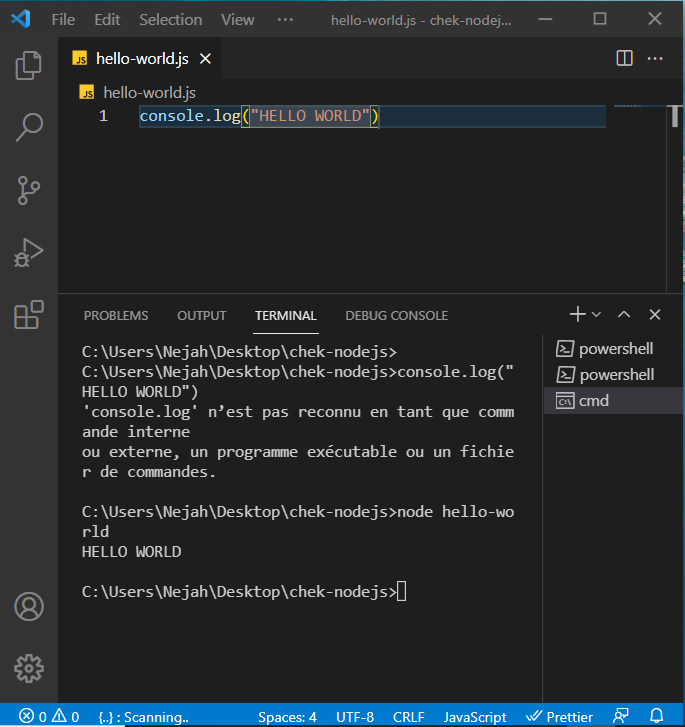 File Edit Selection View ··· hello-world.js - chek-nodej...
JS hello-world.js
JS hello-world.js
1 console.log("HELLO WORLD")
PROBLEMS OUTPUT TERMINAL DEBUG CONSOLE
C:\Users\Nejah\Desktop\chek-nodejs>
C:\Users\Nejah\Desktop\chek-nodejs>console.log("
HELLO WORLD")
'console.log' n’est pas reconnu en tant que comm
ande interne
ou externe, un programme exécutable ou un fichie
r de commandes.
C:\Users\Nejah\Desktop\chek-nodejs>node hello-wo
rld
HELLO WORLD
C:\Users\Nejah\Desktop\chek-nodejs>
powershell
powershell
cmd
0 0 {..} : Scanning.. Spaces: 4 UTF-8 CRLF JavaScript Prettier